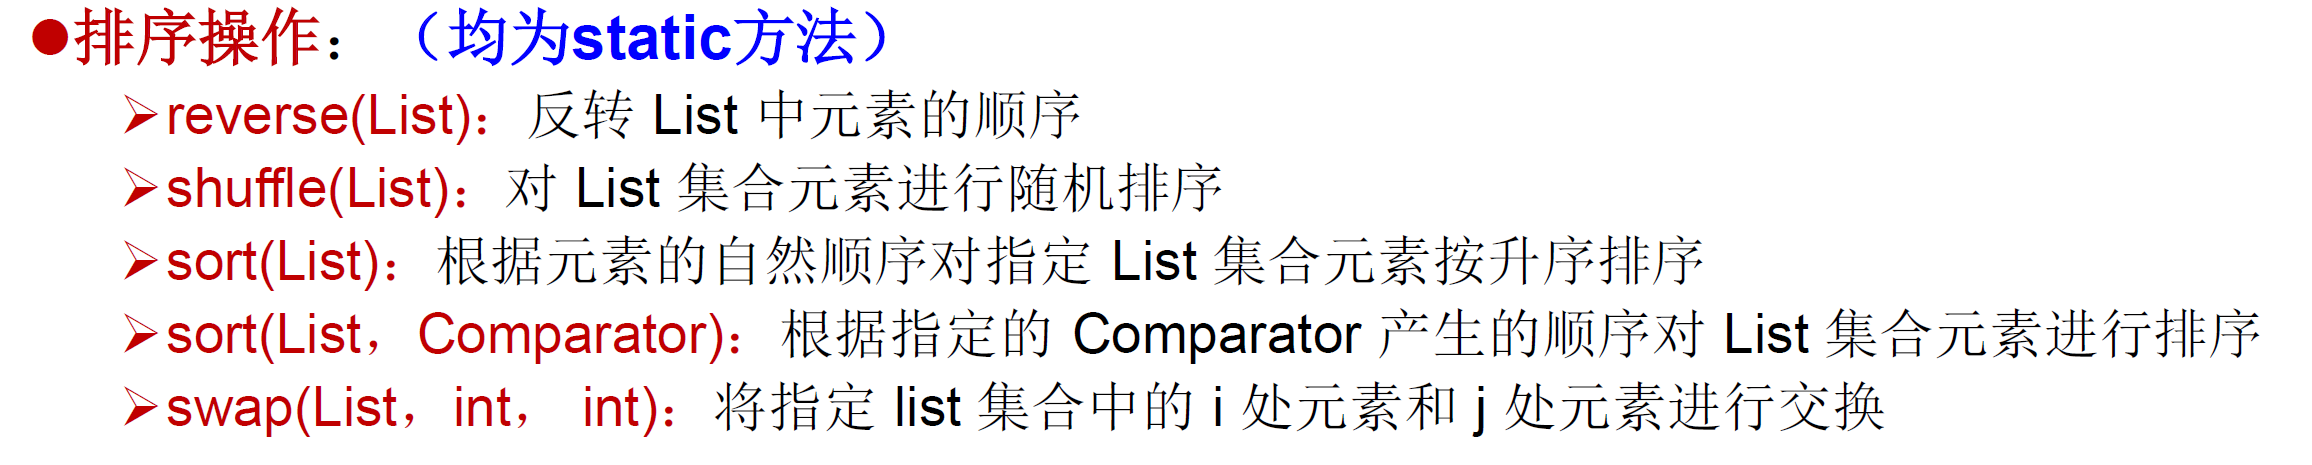 ●排序操作：（均为static方法）
➢reverse(List)：反转 List 中元素的顺序
➢shuffle(List)：对 List 集合元素进行随机排序
➢sort(List)：根据元素的自然顺序对指定 List 集合元素按升序排序
➢sort(List，Comparator)：根据指定的 Comparator 产生的顺序对 List 集合元素进行排序
➢swap(List，int， int)：将指定 list 集合中的 i 处元素和 j 处元素进行交换